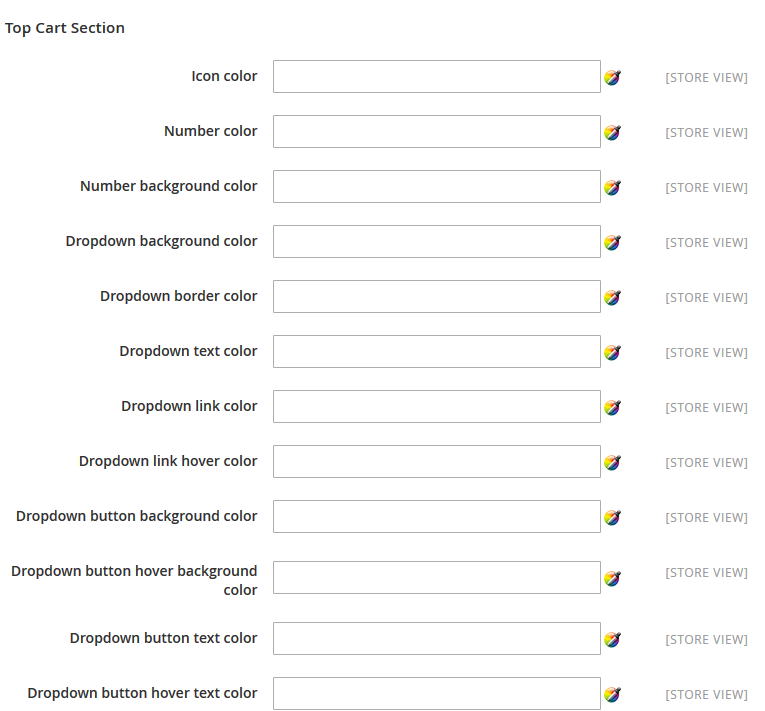 Top Cart Section
Icon color [STORE VIEW]
Number color [STORE VIEW]
Number background color [STORE VIEW]
Dropdown background color [STORE VIEW]
Dropdown border color [STORE VIEW]
Dropdown text color [STORE VIEW]
Dropdown link color [STORE VIEW]
Dropdown link hover color [STORE VIEW]
Dropdown button background color [STORE VIEW]
Dropdown button hover background [STORE VIEW]
color
Dropdown button text color [STORE VIEW]
Dropdown button hover text color [STORE VIEW]